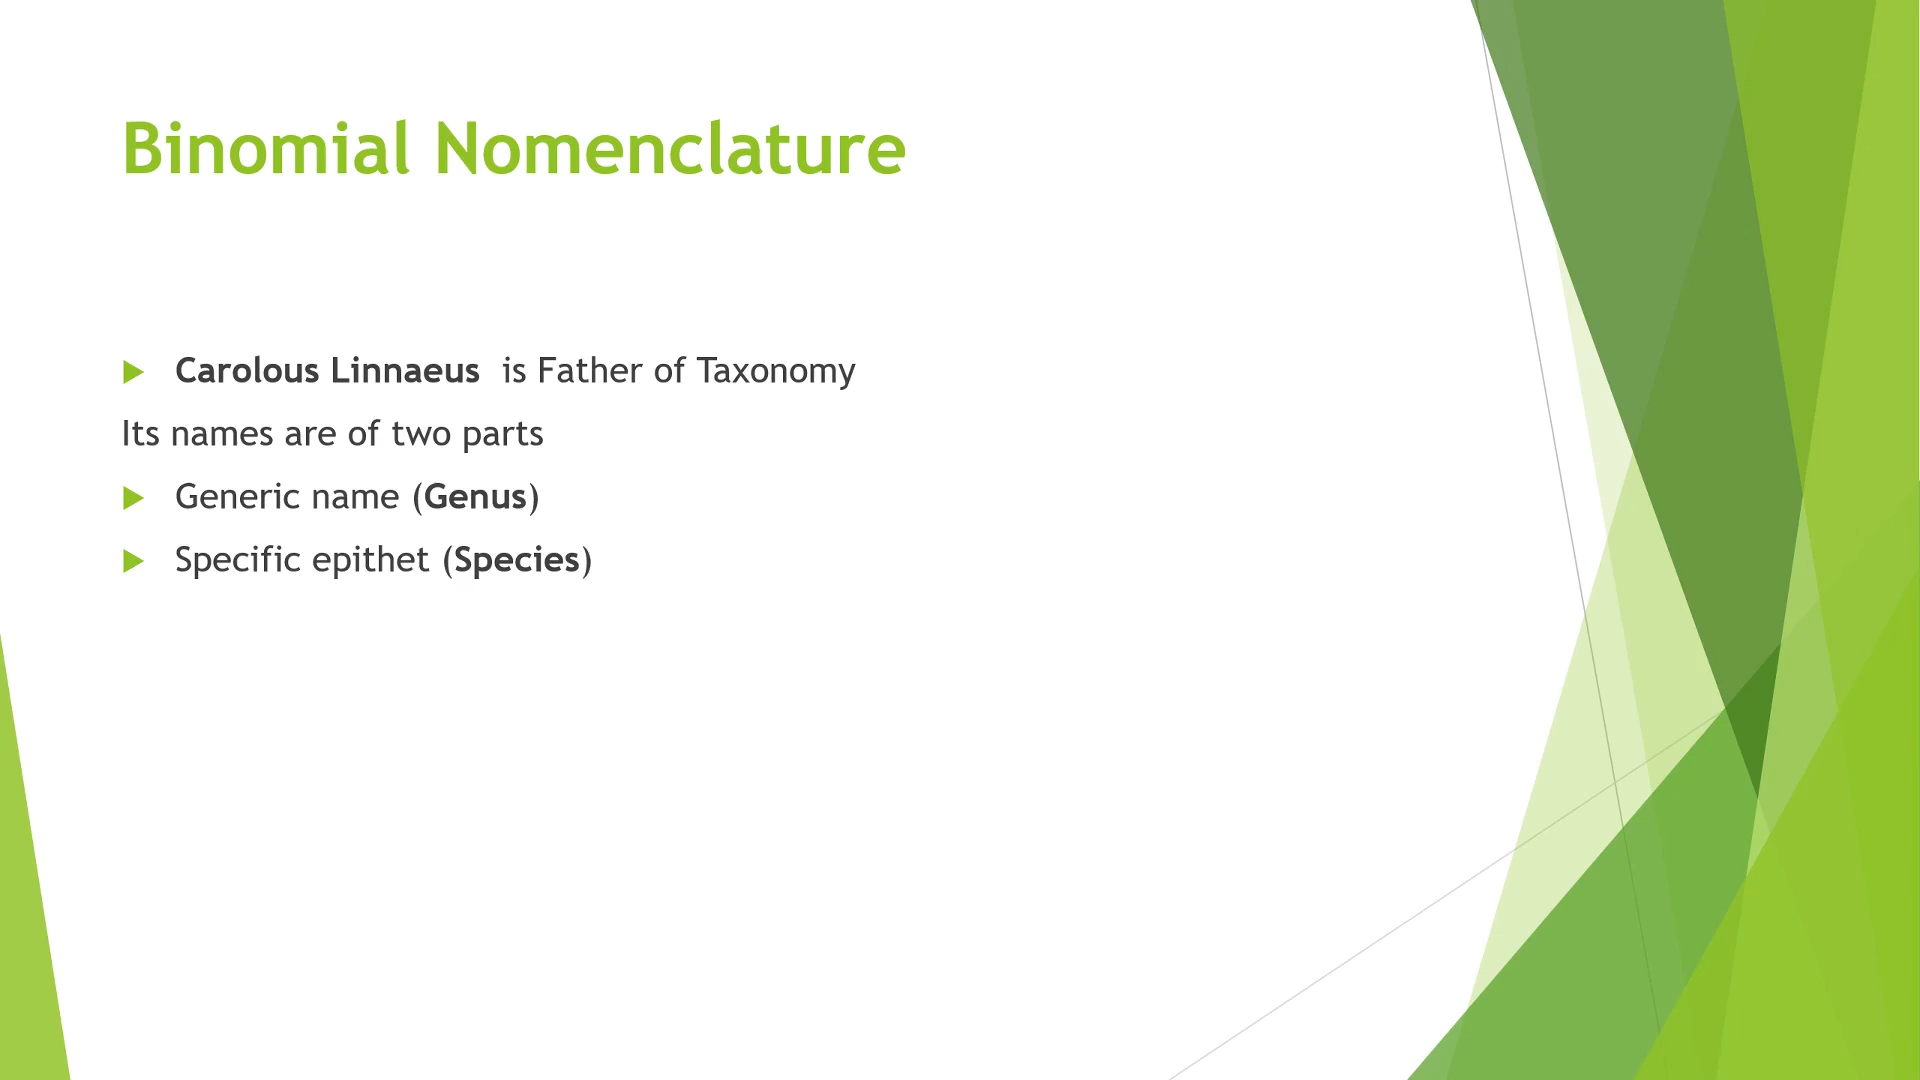 Binomial Nomenclature
Carolous Linnaeus is Father of Taxonomy
Its names are of two parts
Generic name (Genus)
Specific epithet (Species)